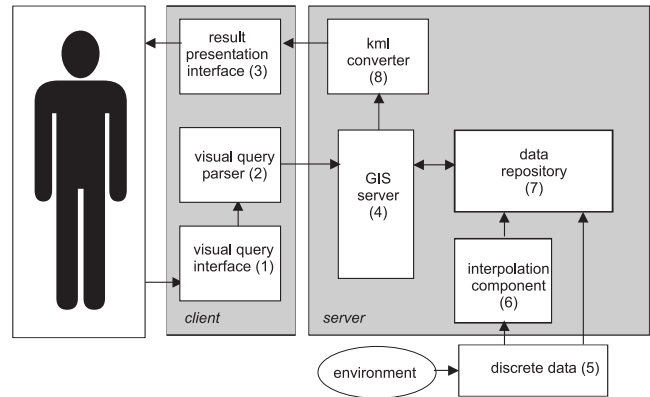 result
presentation
interface (3)
kml
converter
(8)
visual query
parser (2)
GIS
server
(4)
data
repository
(7)
visual query
interface (1)
interpolation
component
(6)
client
server
environment
discrete data (5)